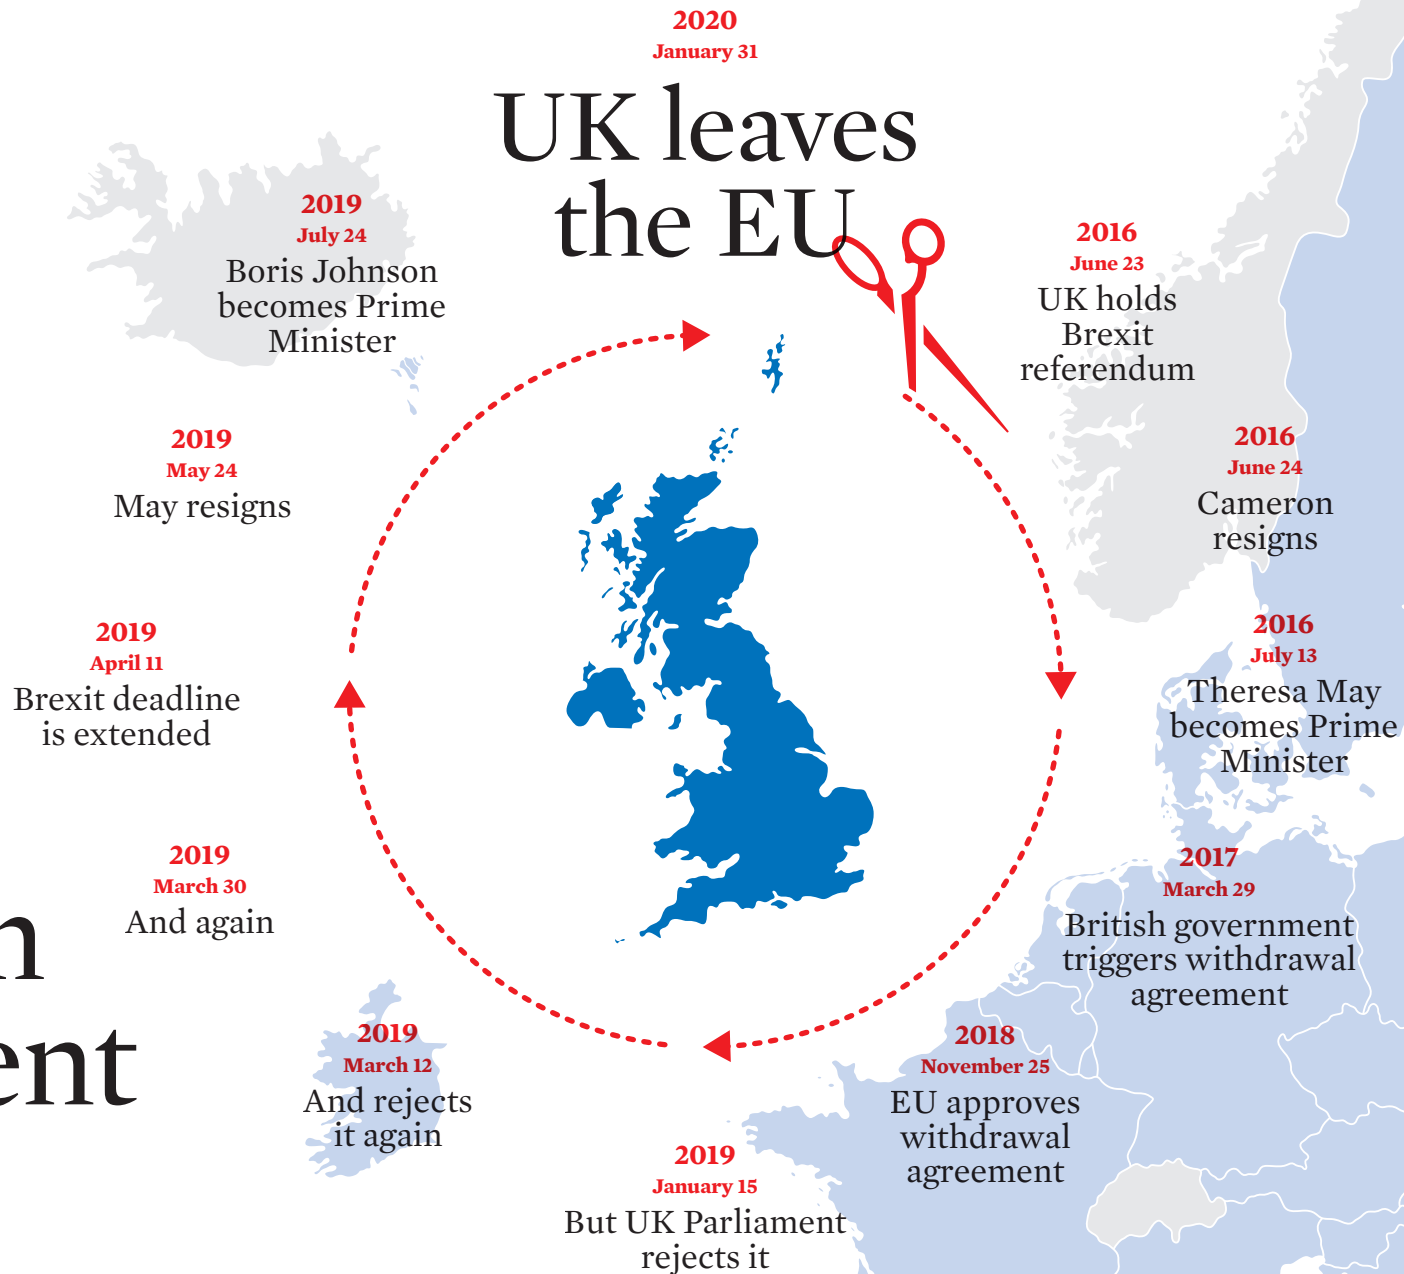 2020
January 31
UK leaves
the EU
2016
June 23
UK holds
Brexit
referendum
2016
June 24
Cameron
resigns
2016
July 13
Theresa May
becomes Prime
Minister
2017
March 29
British government
triggers withdrawal
agreement
2018
November 25
EU approves
withdrawal
agreement
2019
January 15
But UK Parliament
rejects it
2019
March 12
And rejects
it again
2019
March 30
And again
2019
April 11
Brexit deadline
is extended
2019
May 24
May resigns
2019
July 24
Boris Johnson
becomes Prime
Minister
ent